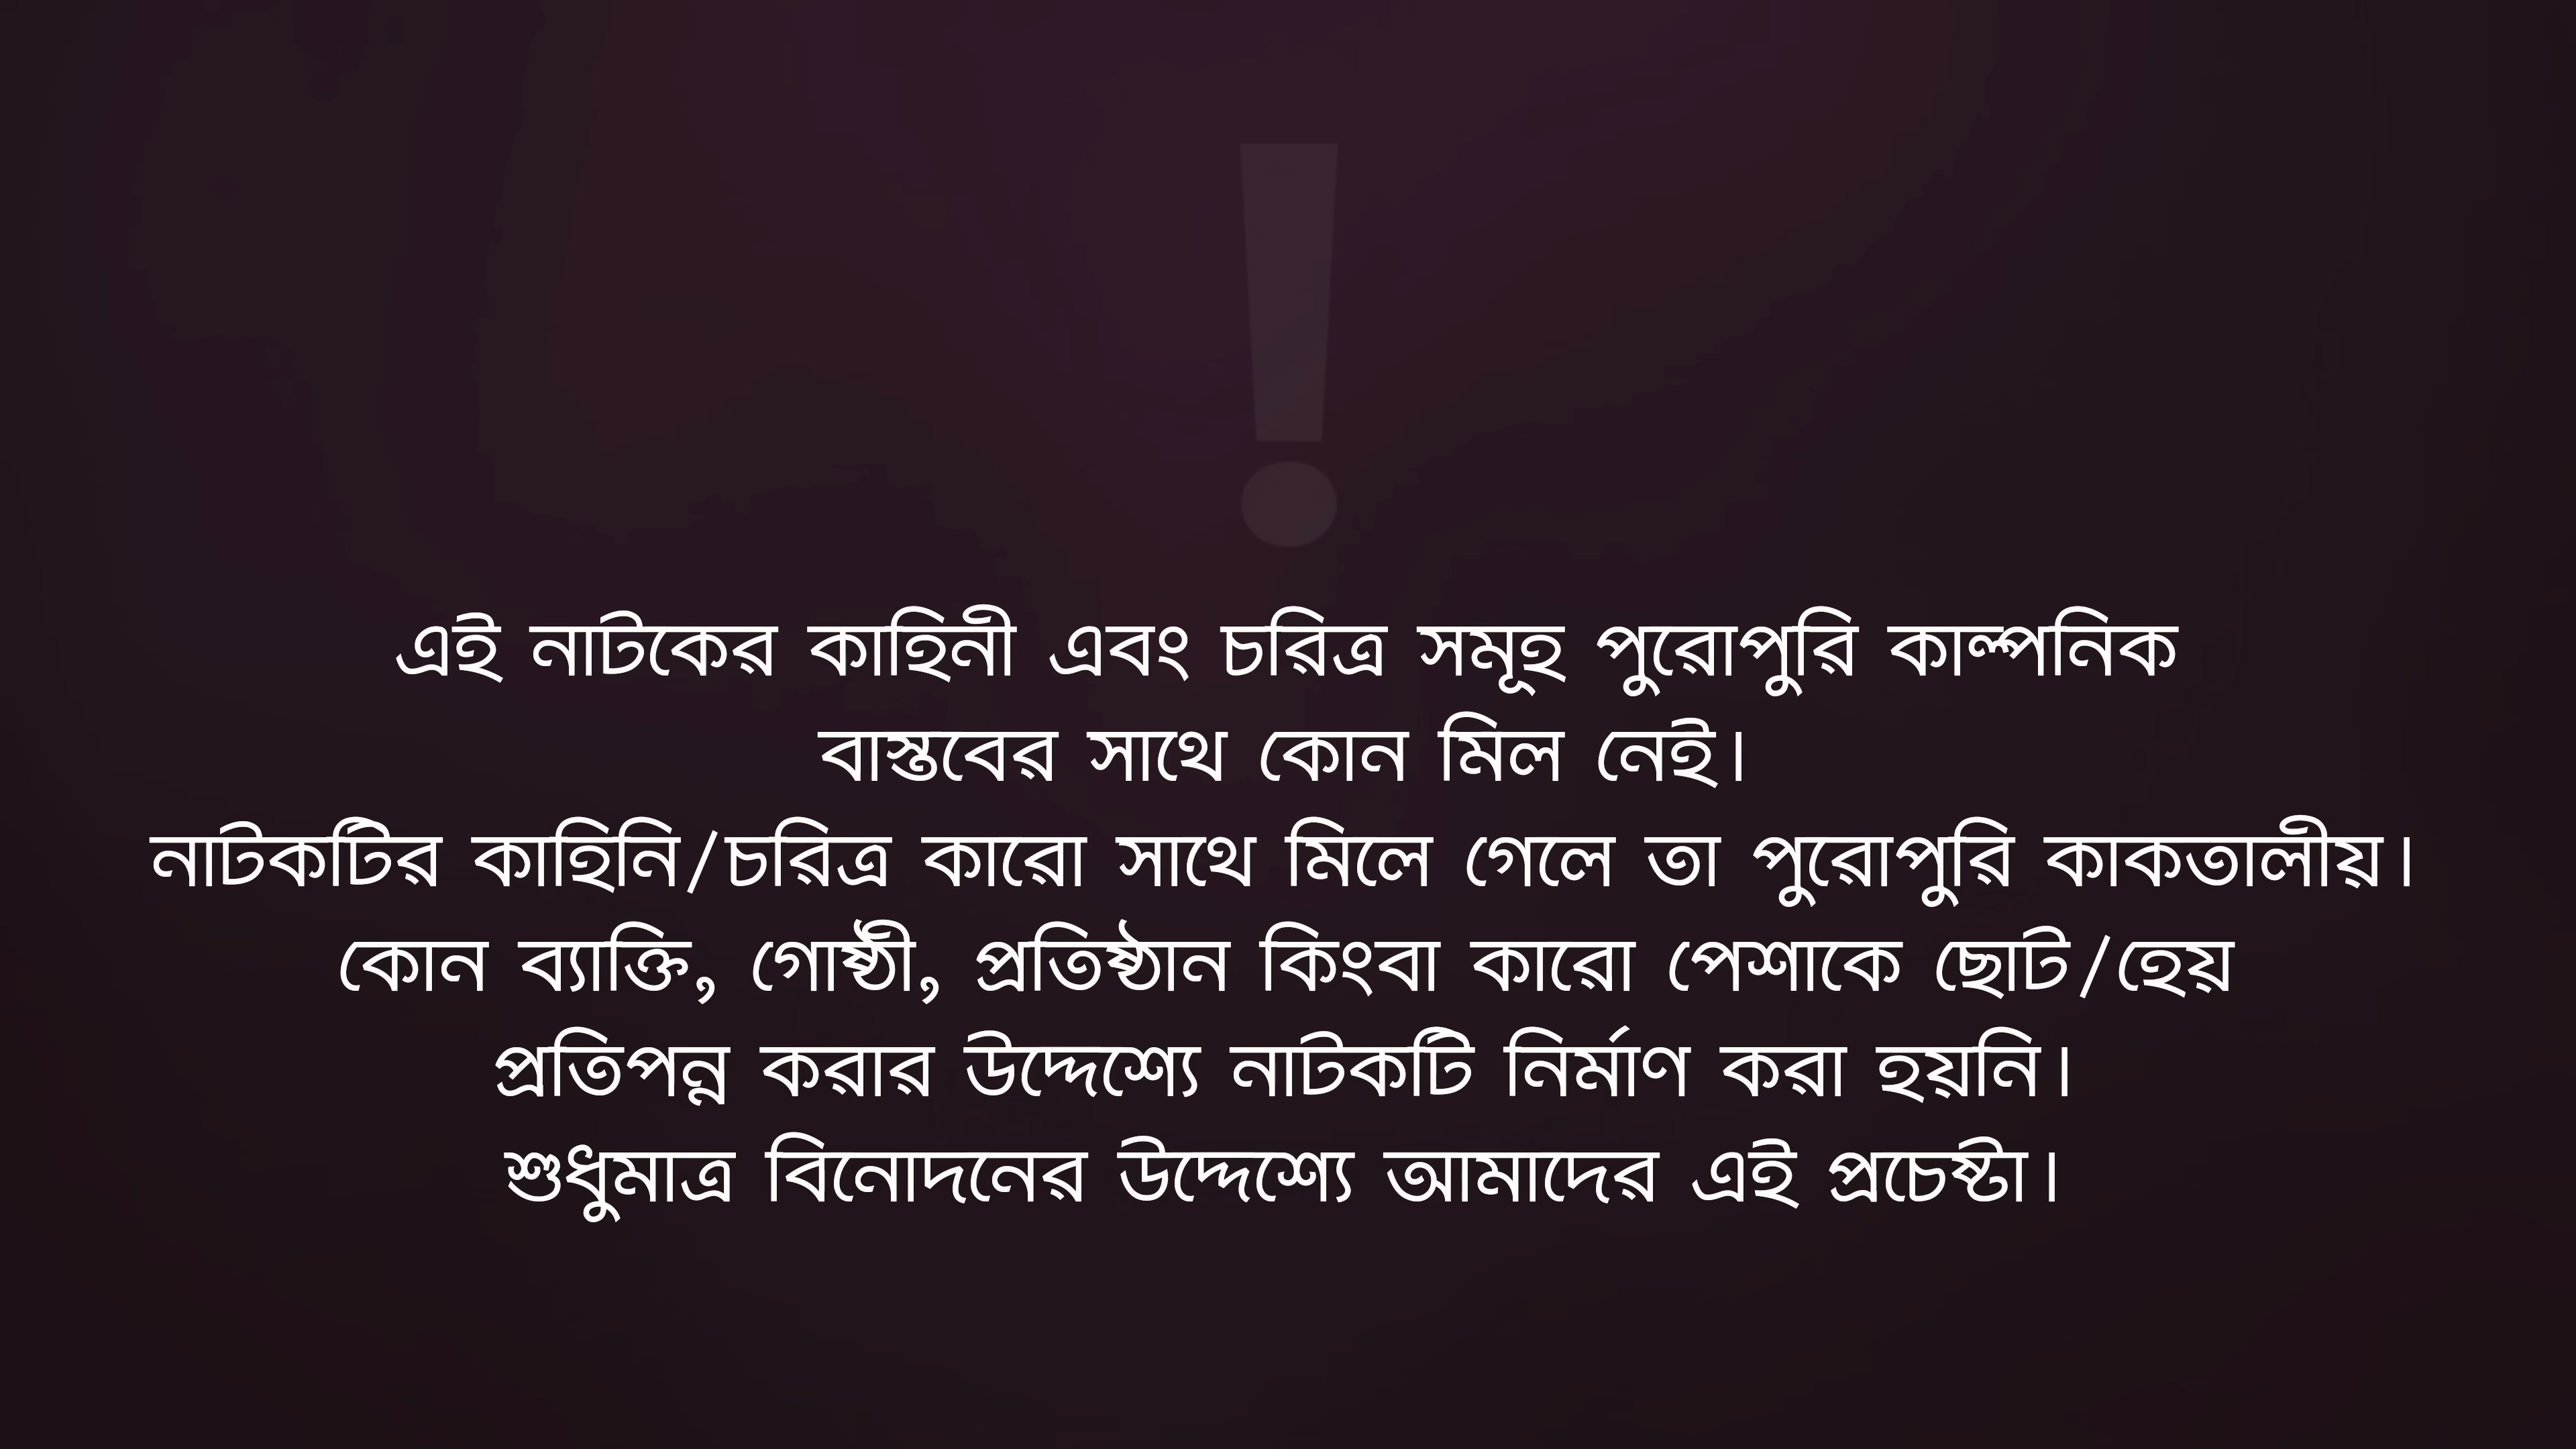 !
এই নাটকের কাহিনী এবং চরিত্র সমূহ পুরোপুরি কাল্পনিক
বাস্তবের সাথে কোন মিল নেই।
নাটকটির কাহিনি/চরিত্র কারো সাথে মিলে গেলে তা পুরোপুরি কাকতালীয়।
কোন ব্যাক্তি, গোষ্ঠী, প্রতিষ্ঠান কিংবা কারো পেশাকে ছোট/হেয়
প্রতিপন্ন করার উদ্দেশ্যে নাটকটি নির্মাণ করা হয়নি।
শুধুমাত্র বিনোদনের উদ্দেশ্যে আমাদের এই প্রচেষ্টা।